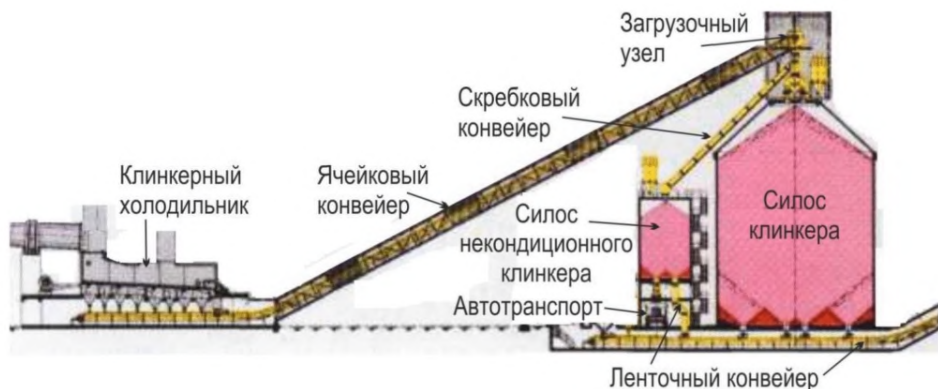 Загрузочный
узел
Скребковый
конвейер
Клинкерный
холодильник
Ячейковый
конвейер
Силос
некондиционного
клинкера
Силос
клинкера
Автотранспорт
Ленточный конвейер